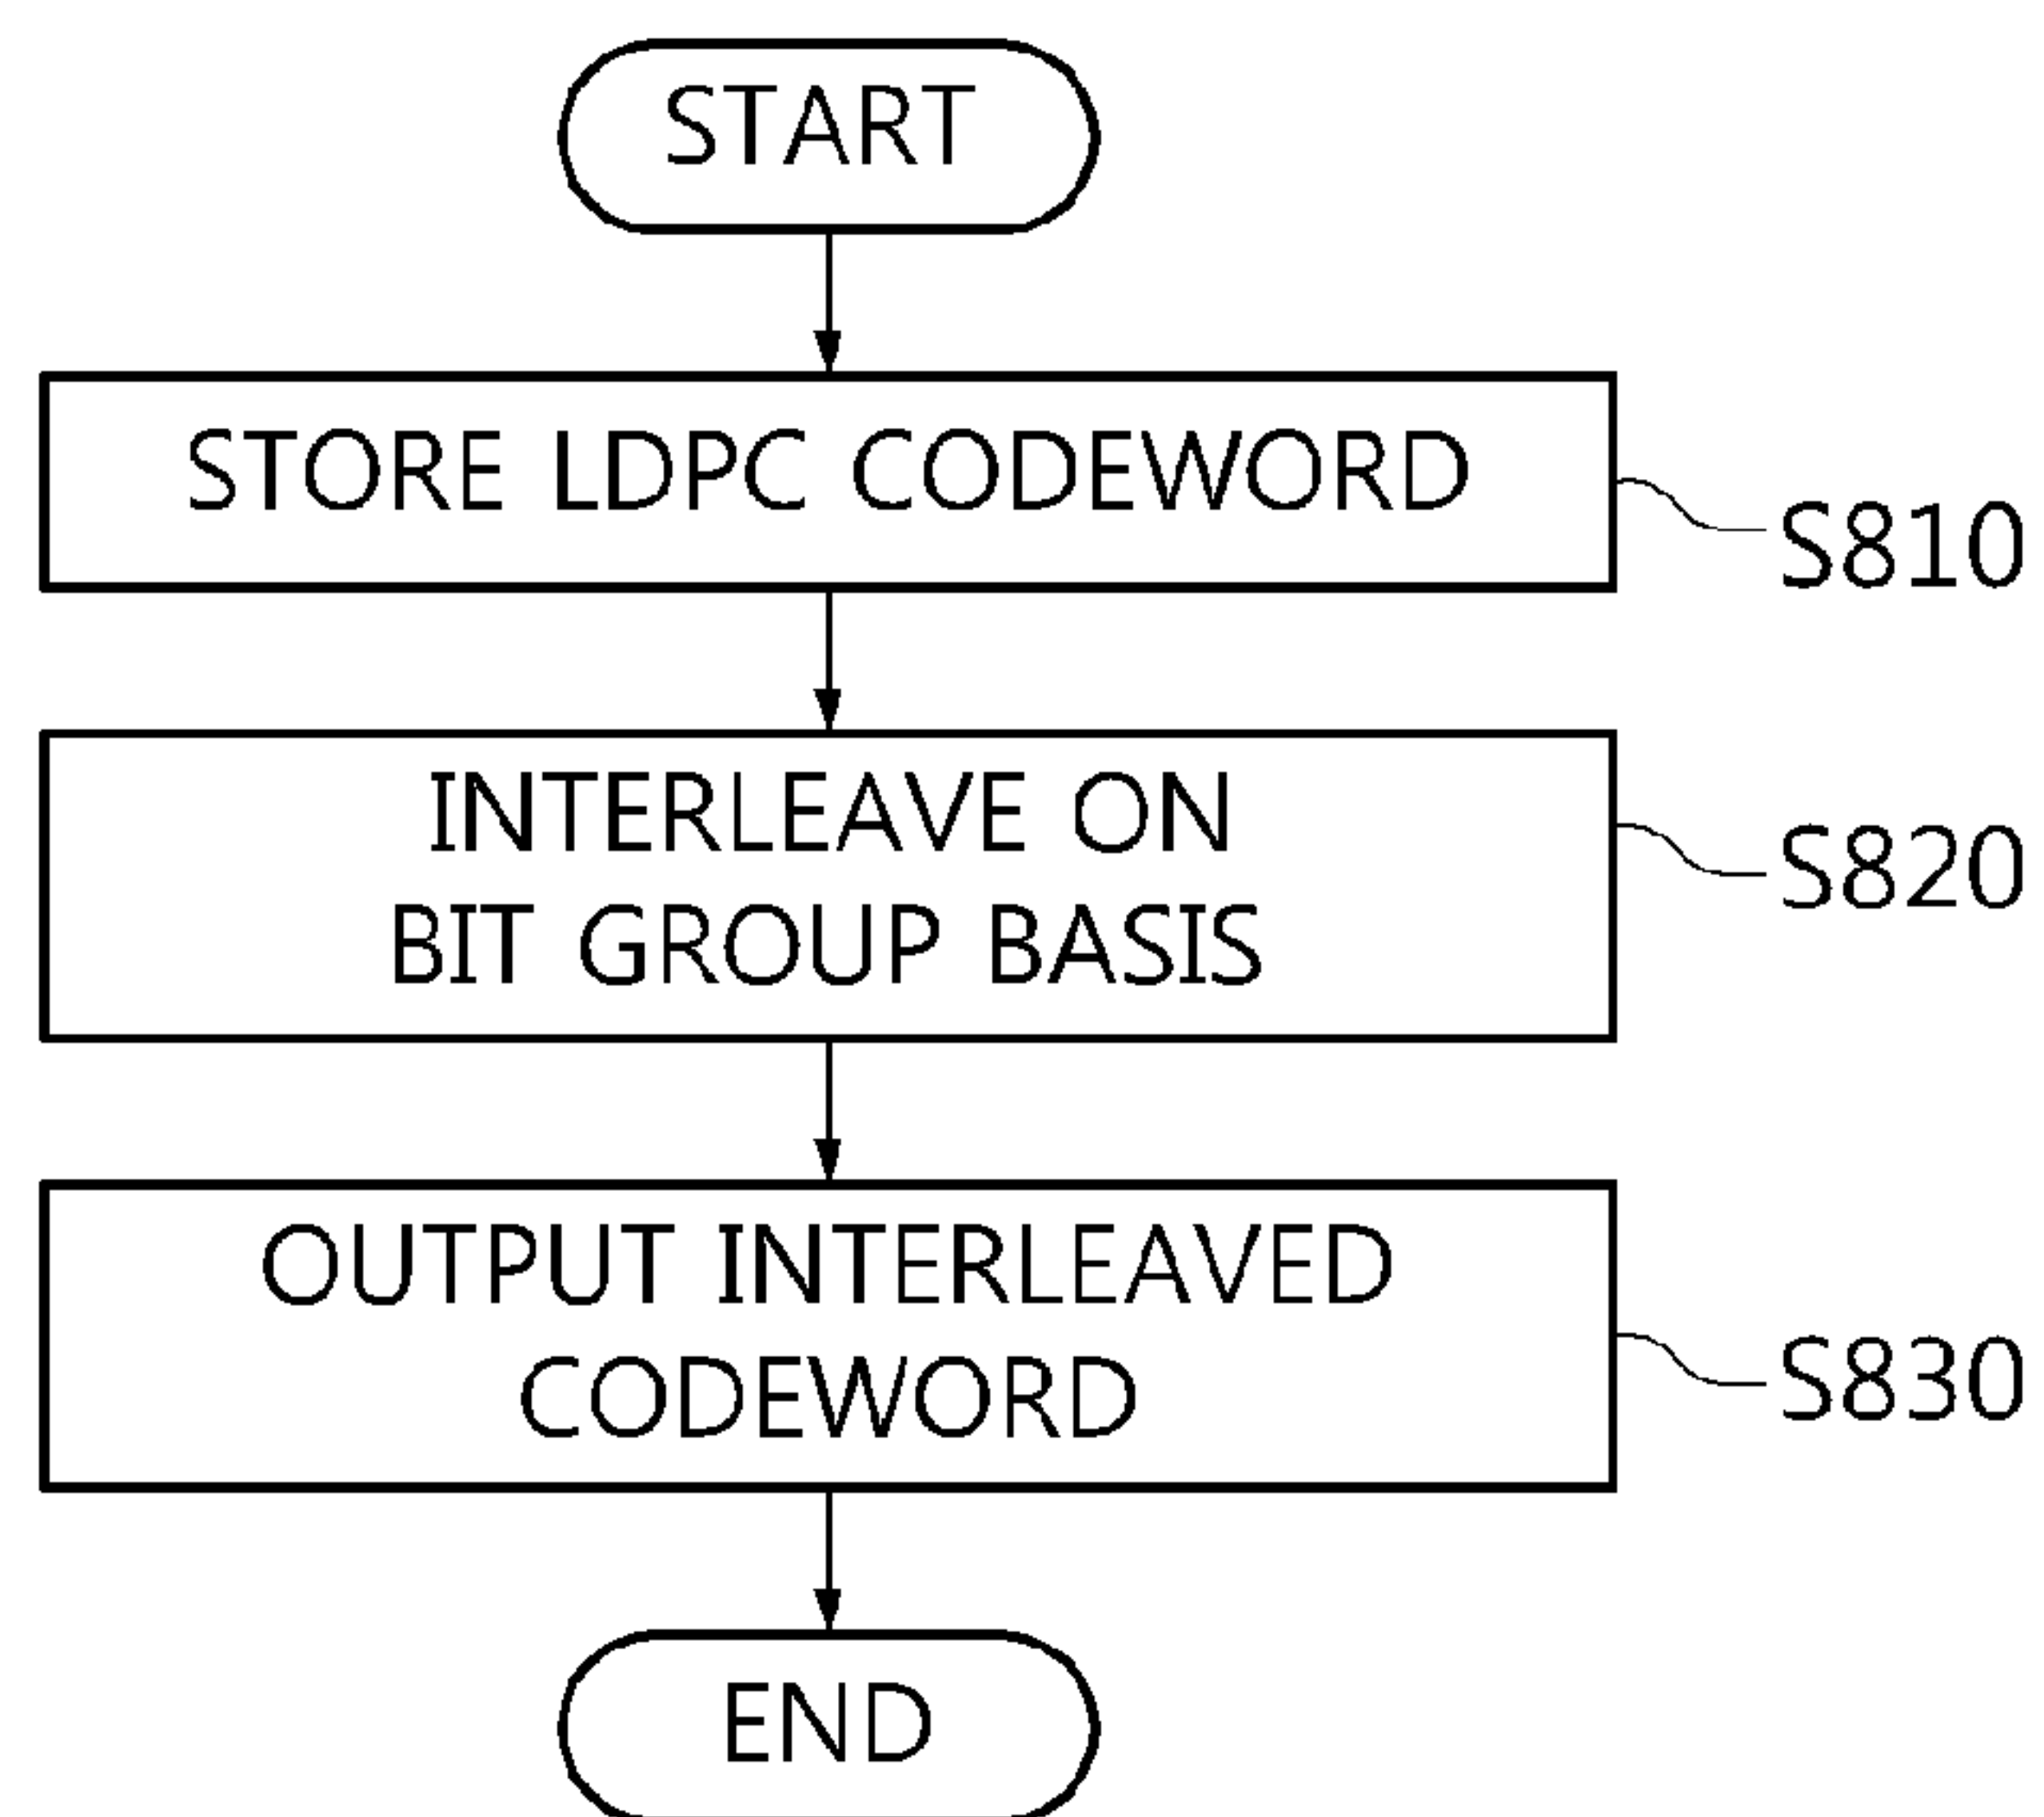 START
STORE LDPC CODEWORD
S810
INTERLEAVE ON
BIT GROUP BASIS
S820
OUTPUT INTERLEAVED
CODEWORD
S830
END